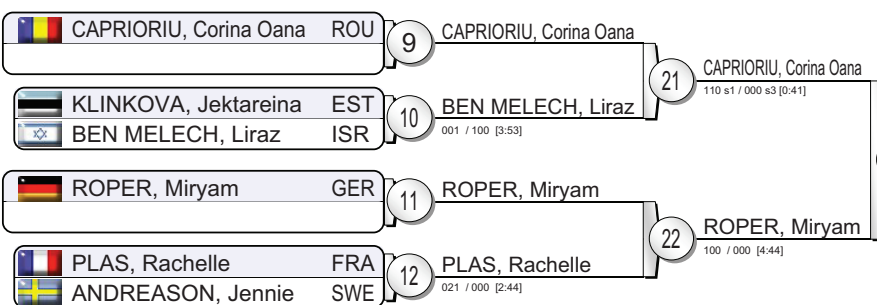 CAPRIORIU, Corina Oana ROU
9
CAPRIORIU, Corina Oana
21
CAPRIORIU, Corina Oana
110 s1 / 000 s3 [0:41]
KLINKOVA, Jektareina EST
BEN MELECH, Liraz ISR
10
BEN MELECH, Liraz
001 / 100 [3:53]
ROPER, Miryam GER
11
ROPER, Miryam
22
ROPER, Miryam
100 / 000 [4:44]
PLAS, Rachelle FRA
ANDREASON, Jennie SWE
12
PLAS, Rachelle
021 / 000 [2:44]